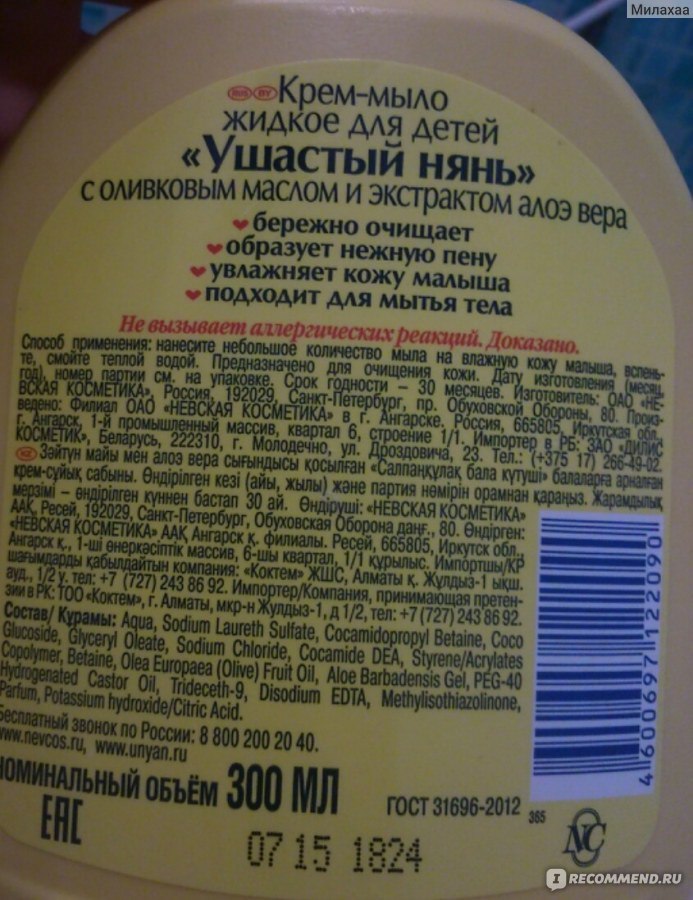 Милахаа
RUS BY Крем-мыло
жидкое для детей
«Ушастый нянь»
с оливковым маслом и экстрактом алоэ вера
бережно очищает
образует нежную пену
увлажняет кожу малыша
подходит для мытья тела
Не вызывает аллергических реакций. Доказано.
Способ применения: нанесите небольшое количество мыла на влажную кожу малыша, вспень-
те, смойте теплой водой. Предназначено для очищения кожи. Дату изготовления (месяц,
год), номер партии см. на упаковке. Срок годности – 30 месяцев. Изготовитель: ОАО «НЕ-
ВСКАЯ КОСМЕТИКА», Россия, 192029, Санкт-Петербург, пр. Обуховской Обороны, 80. Произ-
ведено: Филиал ОАО «НЕВСКАЯ КОСМЕТИКА» в г. Ангарске. Россия, 665805, Иркутская обл.,
г. Ангарск, 1-й промышленный массив, квартал 6, строение 1/1. Импортер в РБ: ЗАО «ДИЛИС
КОСМЕТИК», Беларусь, 222310, г. Молодечно, ул. Дроздовича, 23. Тел.: (+375 17) 266-49-02.
KZ Зәйтүн майы мен алоэ вера сығындысы қосылған «Салпаңқулақ бала күтуші» балаларға арналған
крем-сұйық сабыны. Өндірілген кезі (айы, жылы) және партия нөмірін орамнан қараңыз. Жарамдылық
мерзімі – өндірілген күннен бастап 30 ай. Өндіруші: «НЕВСКАЯ КОСМЕТИКА»
ААҚ, Ресей, 192029, Санкт-Петербург, Обуховская Оборона даңғ., 80. Өндірген:
«НЕВСКАЯ КОСМЕТИКА» ААҚ Ангарск қ. филиалы. Ресей, 665805, Иркутск обл.,
Ангарск қ., 1-ші өнеркәсіптік массив, 6-шы квартал, 1/1 құрылыс. Импортшы/ҚР
шағымдарды қабылдайтын компания: «Коктем» ЖШС, Алматы қ. Жұлдыз-1 ықш.
ауд., 1/2 ү. тел: +7 (727) 243 86 92. Импортер/Компания, принимающая претен-
зии в РК: ТОО «Коктем», г. Алматы, мкр-н Жулдыз-1, д 1/2, тел: +7 (727) 243 86 92.
Состав/ Құрамы: Aqua, Sodium Laureth Sulfate, Cocamidopropyl Betaine, Coco
Glucoside, Glyceryl Oleate, Sodium Chloride, Cocamide DEA, Styrene/Acrylates
Copolymer, Betaine, Olea Europaea (Olive) Fruit Oil, Aloe Barbadensis Gel, PEG-40
Hydrogenated Castor Oil, Trideceth-9, Disodium EDTA, Methylisothiazolinone,
Parfum, Potassium hydroxide/Citric Acid.
Бесплатный звонок по России: 8 800 200 20 40.
www.nevcos.ru, www.unyan.ru
НОМИНАЛЬНЫЙ ОБЪЁМ 300 МЛ
ГОСТ 31696-2012
365
ЕАС
07 15 1824
НС
4 600697 122090
IRECOMMEND.RU